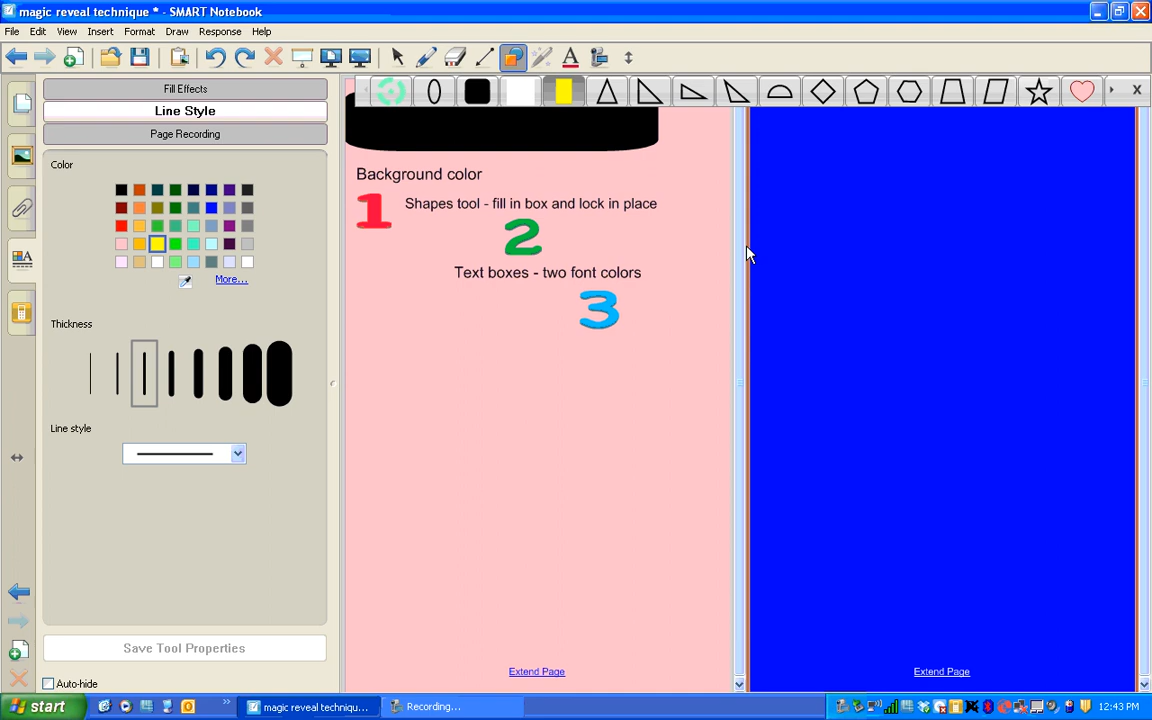 magic reveal technique * - SMART Notebook
File Edit View Insert Format Draw Response Help
Fill Effects
Line Style
Page Recording
Color
More...
Thickness
Line style
Save Tool Properties
Auto-hide
Background color
1 Shapes tool - fill in box and lock in place
2
Text boxes - two font colors
3
Extend Page
Extend Page
start
magic reveal techniqu...
Recording...
12:43 PM